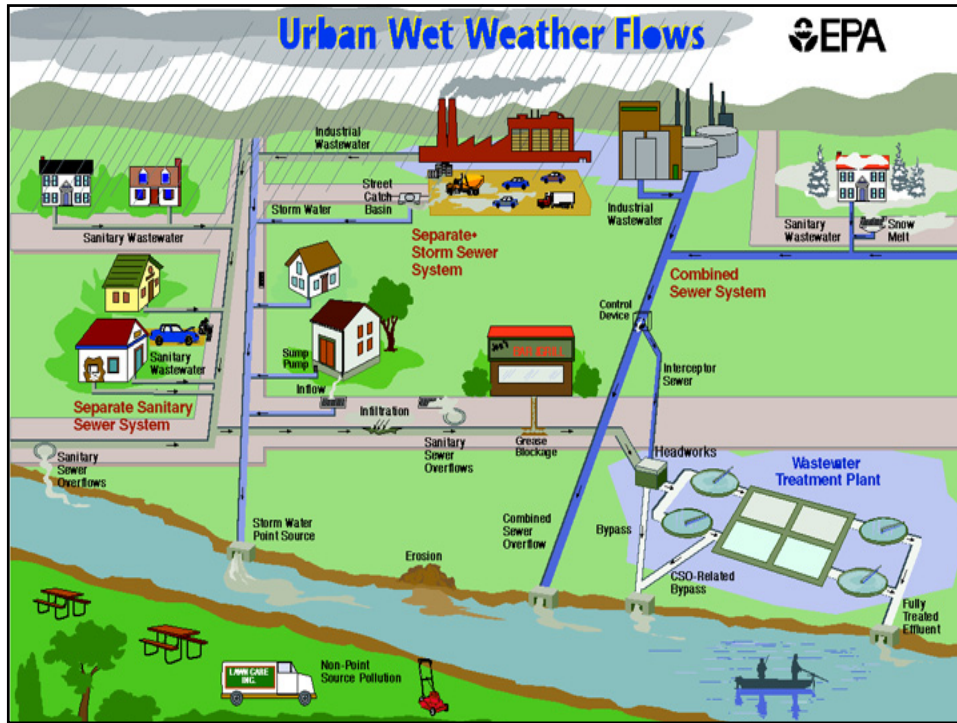 Urban Wet Weather Flows
EPA
Industrial
Wastewater
Street
Catch
Basin
Storm Water
Separate
Storm Sewer
System
Industrial
Wastewater
Sanitary
Wastewater
Snow
Melt
Sanitary Wastewater
Combined
Sewer System
Control
Device
Sump
Pump
Sanitary
Wastewater
Inflow
Interceptor
Sewer
Separate Sanitary
Sewer System
Infiltration
Sanitary
Sewer
Overflows
Grease
Blockage
Headworks
Sanitary
Sewer
Overflows
Wastewater
Treatment Plant
Storm Water
Point Source
Erosion
Combined
Sewer
Overflow
Bypass
CSO-Related
Bypass
Fully
Treated
Effluent
LAWN CARE
INC.
Non-Point
Source Pollution